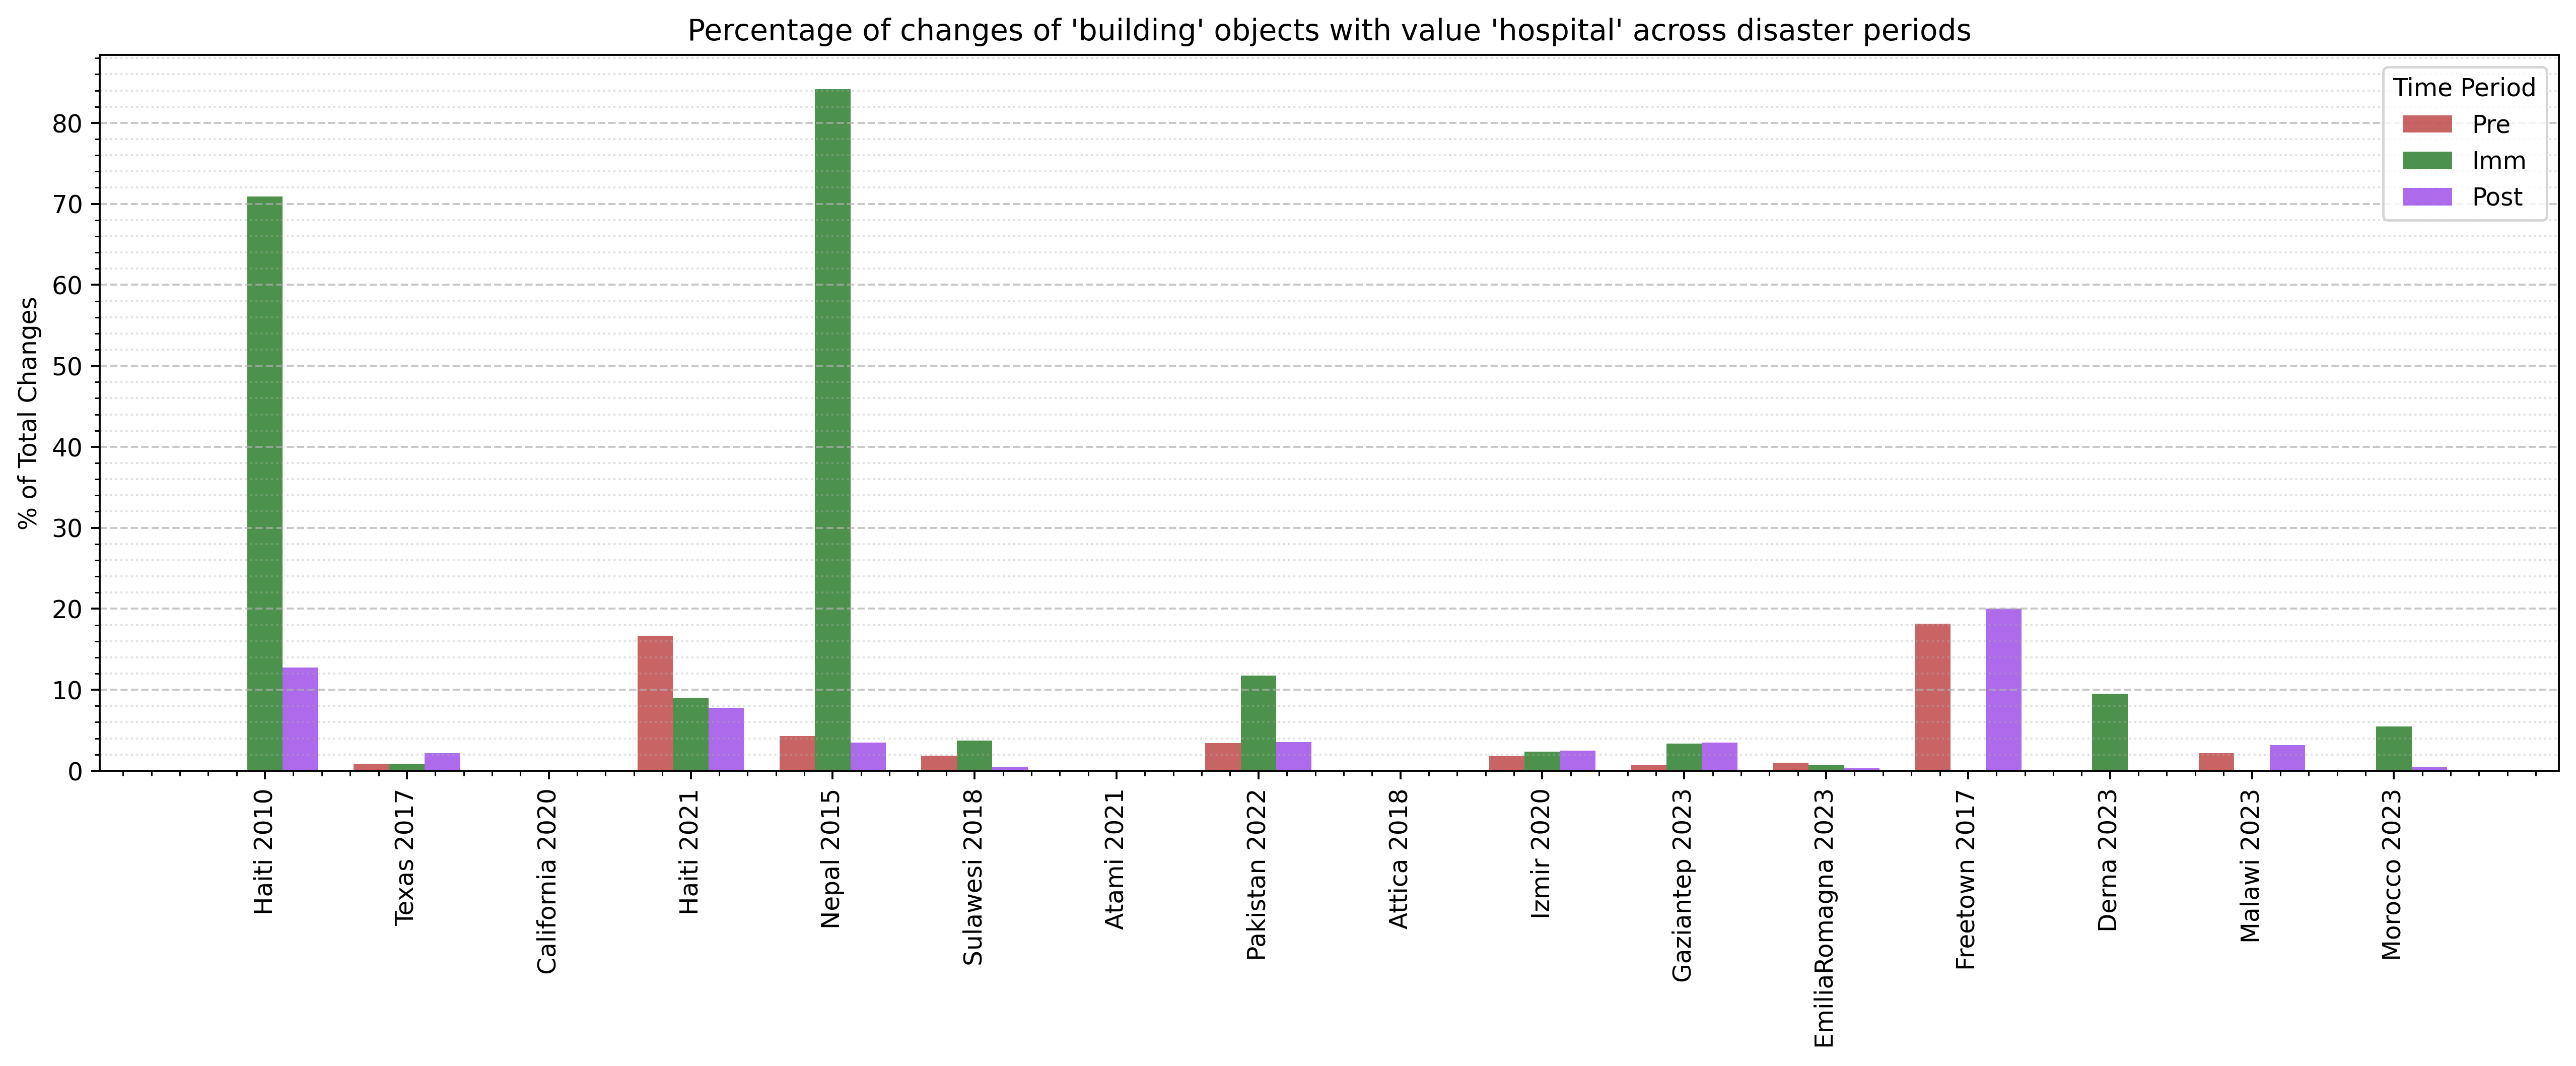 Percentage of changes of 'building' objects with value 'hospital' across disaster periods
% of Total Changes
80
70
60
50
40
30
20
10
0
Time Period
Pre
Imm
Post
Haiti 2010
Texas 2017
California 2020
Haiti 2021
Nepal 2015
Sulawesi 2018
Atami 2021
Pakistan 2022
Attica 2018
Izmir 2020
Gaziantep 2023
EmiliaRomagna 2023
Freetown 2017
Derna 2023
Malawi 2023
Morocco 2023